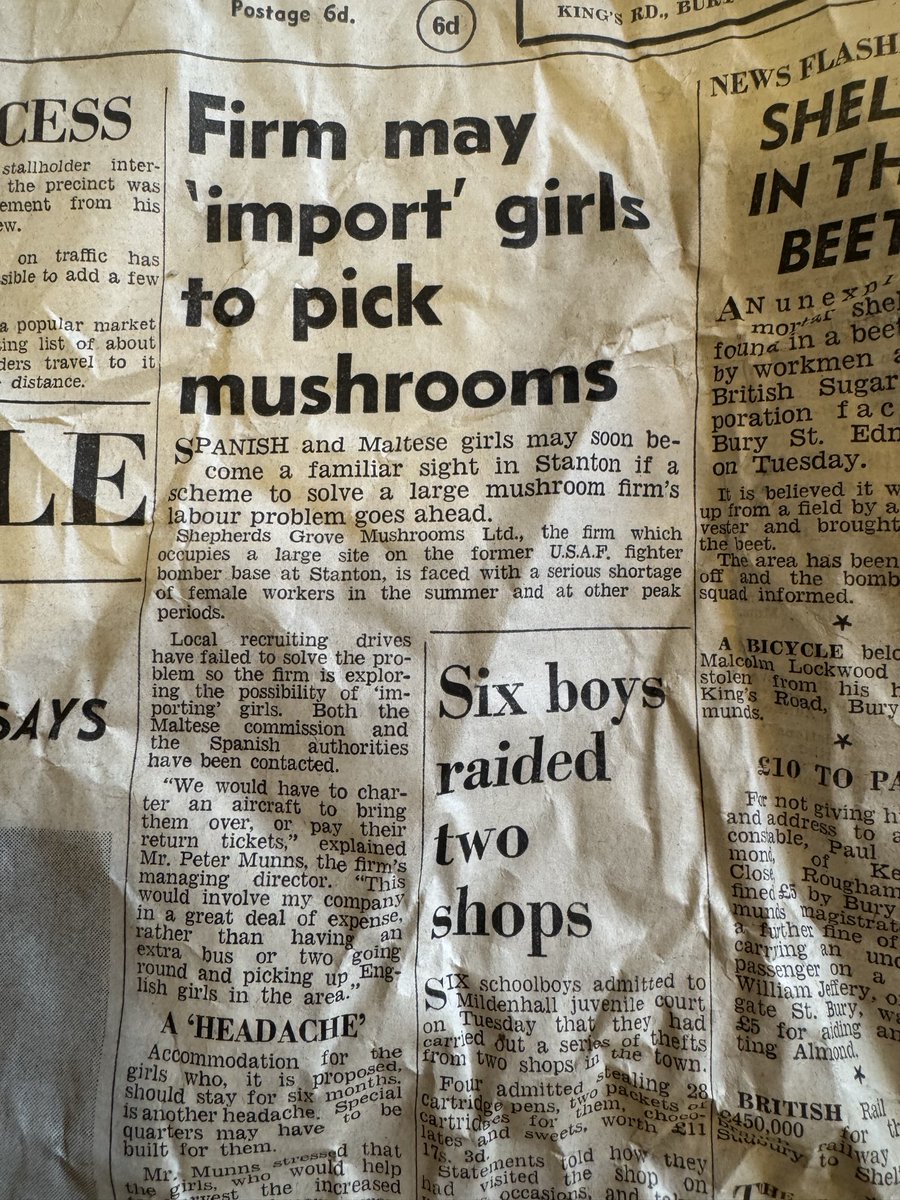 Postage 6d.
6d
KING'S RD., BURY
CESS
stallholder inter-
the precinct was
ement from his
ew.
on traffic has
sible to add a few
a popular market
ing list of about
ders travel to it
distance.
LE
SAYS
Firm may
'import' girls
to pick
mushrooms
SPANISH and Maltese girls may soon be-
come a familiar sight in Stanton if a
scheme to solve a large mushroom firm's
labour problem goes ahead.
Shepherds Grove Mushrooms Ltd., the firm which
occupies a large site on the former U.S.A.F. fighter
bomber base at Stanton, is faced with a serious shortage
of female workers in the summer and at other peak
periods.
Local recruiting drives
have failed to solve the pro-
blem so the firm is explor-
ing the possibility of 'im-
porting' girls. Both the
Maltese commission and
the Spanish authorities
have been contacted.
"We would have to char-
ter an aircraft to bring
them over, or pay their
return tickets," explained
Mr. Peter Munns, the firm's
managing director. "This
would involve my company
in a great deal of expense,
rather than having an
extra bus or two going
round and picking up Eng-
lish girls in the area."
A 'HEADACHE'
Accommodation for the
girls who, it is proposed,
should stay for six months.
is another headache. Special
quarters may have to be
built for them.
Mr. Munns stressed that
the girls, who would help
the increased
Six boys
raided
two
shops
SIX schoolboys admitted to
Mildenhall juvenile court
on Tuesday that they had
carried out a series of thefts
from two shops in the town.
Four admitted stealing 28
cartridge pens, two packets of
cartridges for them, choco-
lates and sweets, worth £11
17s. 3d.
Statements told how they
had visited the shop on
occasions, and
NEWS FLASH
SHEL
IN TH
BEET
AN unexpl
mortar shel
found in a beet
by workmen a
British Sugar
poration fac
Bury St. Edm
on Tuesday.
It is believed it w
up from a field by a
vester and brought
the beet.
The area has been
off and the bomb
squad informed.
A BICYCLE belo
Malcolm Lockwood
stolen from his h
King's Road, Bury
munds.
£10 TO PA
For not giving hi
and address to a
constable, Paul
mond, of Ke
Close, Rougham
fined £5 by Bury
munds magistrate
a further fine of
carrying an und
passenger on a
William Jeffery, of
gate St. Bury, wa
£5 for aiding an
ting Almond.
BRITISH Rail
£450,000 for th
railway
Sudbury to Shel